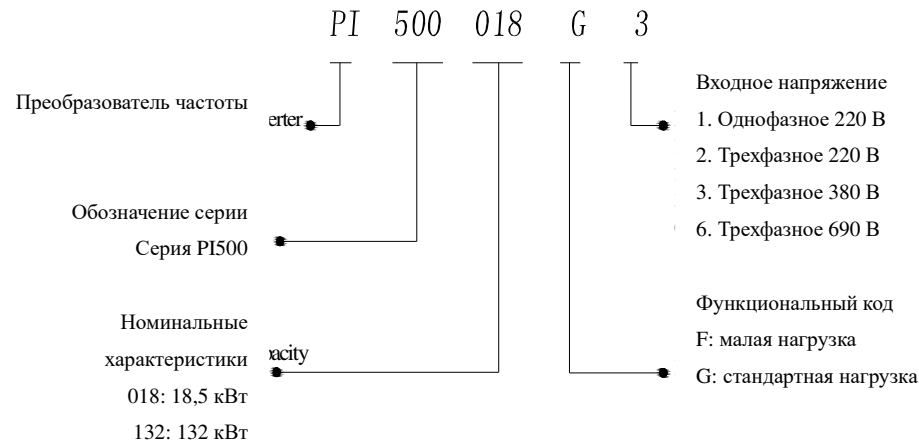 PI 500 018 G 3
Преобразователь частоты
erter
Обозначение серии
Серия PI500
Номинальные
характеристики
acity
018: 18,5 кВт
132: 132 кВт
Входное напряжение
1. Однофазное 220 В
2. Трехфазное 220 В
3. Трехфазное 380 В
6. Трехфазное 690 В
Функциональный код
F: малая нагрузка
G: стандартная нагрузка